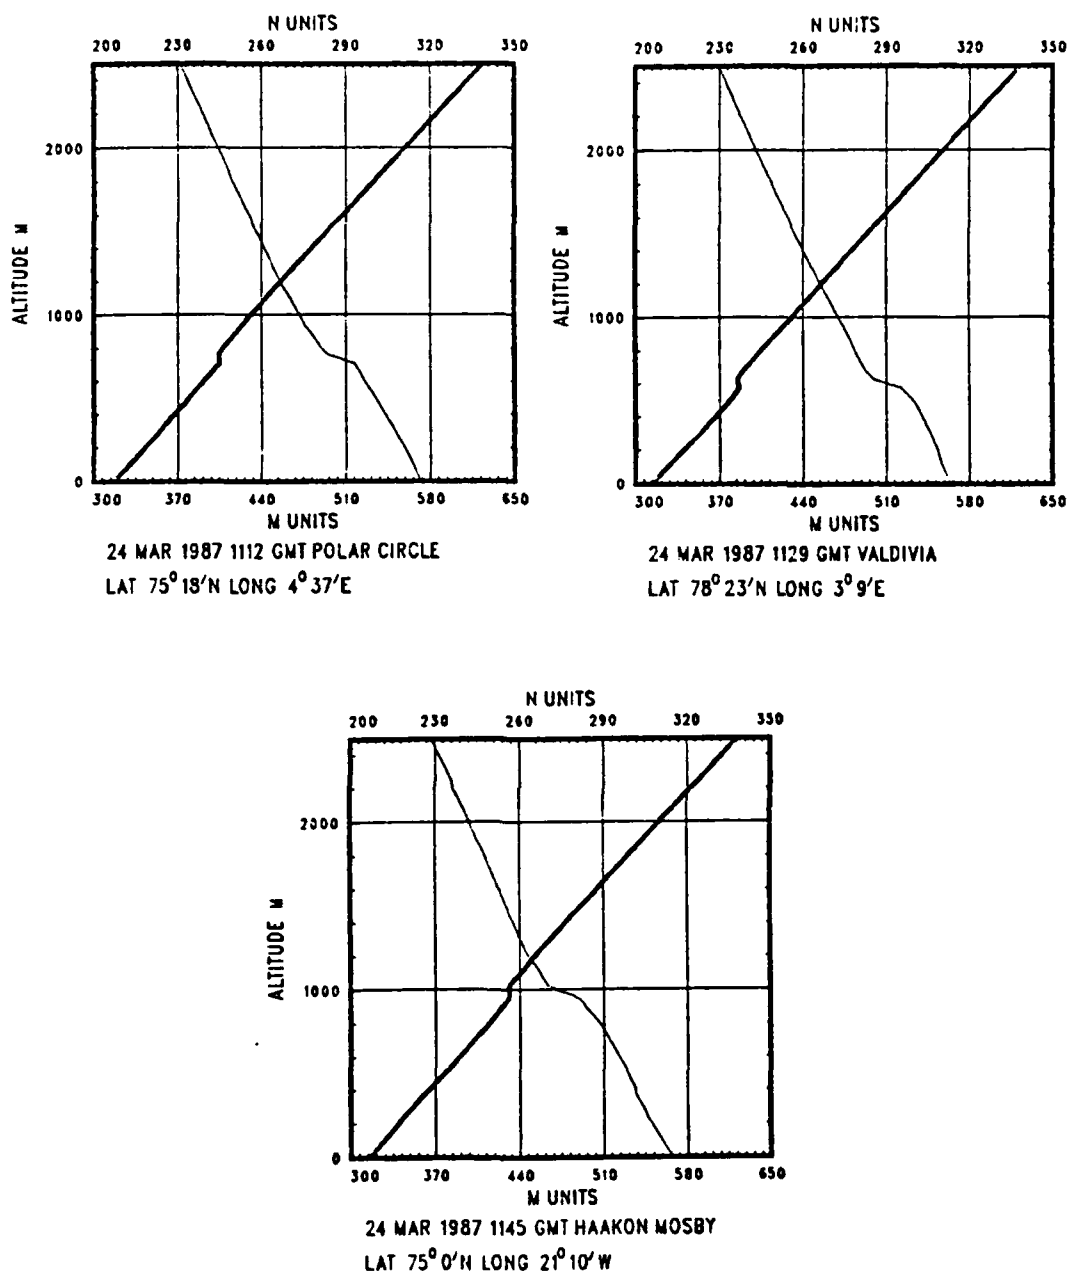 N UNITS
200 230 260 290 320 350
2000
1000
0
ALTITUDE M
300 370 440 510 580 650
M UNITS
24 MAR 1987 1112 GMT POLAR CIRCLE
LAT 75° 18'N LONG 4° 37'E
N UNITS
200 230 260 290 320 350
2000
1000
0
ALTITUDE M
300 370 440 510 580 650
M UNITS
24 MAR 1987 1129 GMT VALDIVIA
LAT 78° 23'N LONG 3° 9'E
N UNITS
200 230 260 290 320 350
2000
1000
0
ALTITUDE M
300 370 440 510 580 650
M UNITS
24 MAR 1987 1145 GMT HAAKON MOSBY
LAT 75° 0'N LONG 21° 10'W